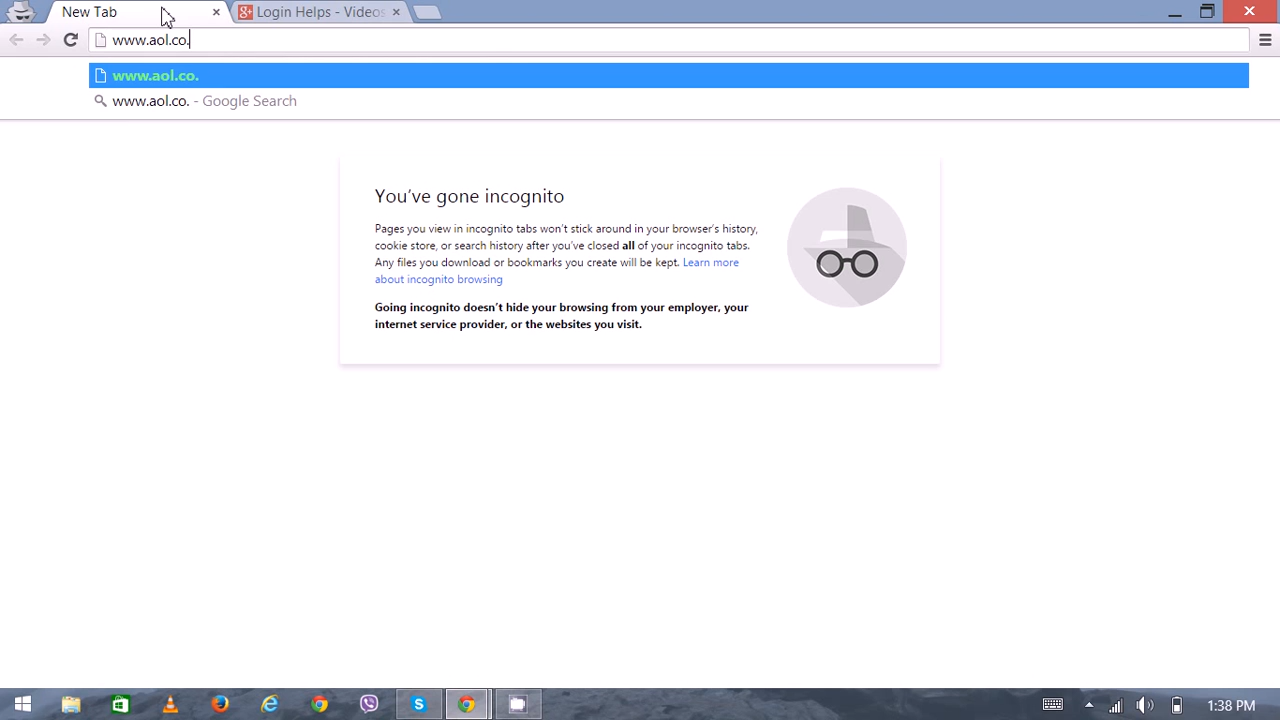 New Tab
Login Helps - Videos
www.aol.co.
www.aol.co.
www.aol.co. - Google Search
You've gone incognito
Pages you view in incognito tabs won't stick around in your browser's history,
cookie store, or search history after you've closed all of your incognito tabs.
Any files you download or bookmarks you create will be kept. Learn more
about incognito browsing
Going incognito doesn't hide your browsing from your employer, your
internet service provider, or the websites you visit.
1:38 PM